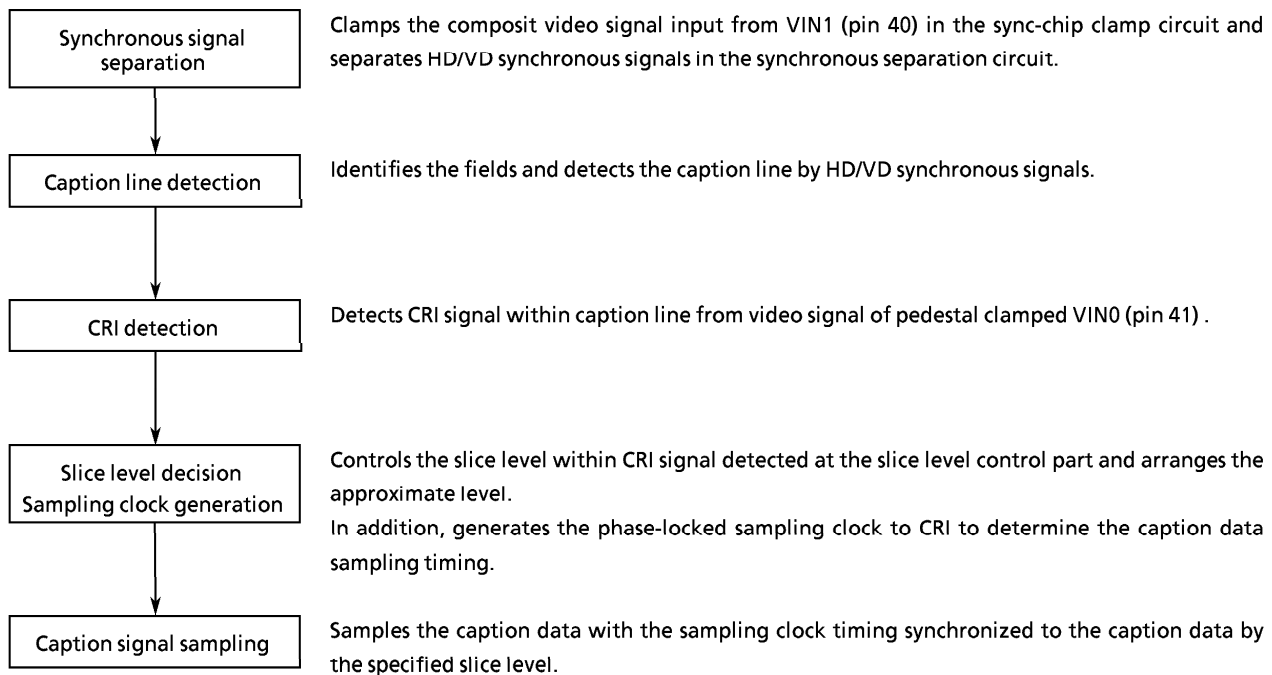 Synchronous signal
separation
Clamps the composit video signal input from VIN1 (pin 40) in the sync-chip clamp circuit and
separates HD/VD synchronous signals in the synchronous separation circuit.
Caption line detection
Identifies the fields and detects the caption line by HD/VD synchronous signals.
CRI detection
Detects CRI signal within caption line from video signal of pedestal clamped VIN0 (pin 41) .
Slice level decision
Sampling clock generation
Controls the slice level within CRI signal detected at the slice level control part and arranges the
approximate level.
In addition, generates the phase-locked sampling clock to CRI to determine the caption data
sampling timing.
Caption signal sampling
Samples the caption data with the sampling clock timing synchronized to the caption data by
the specified slice level.